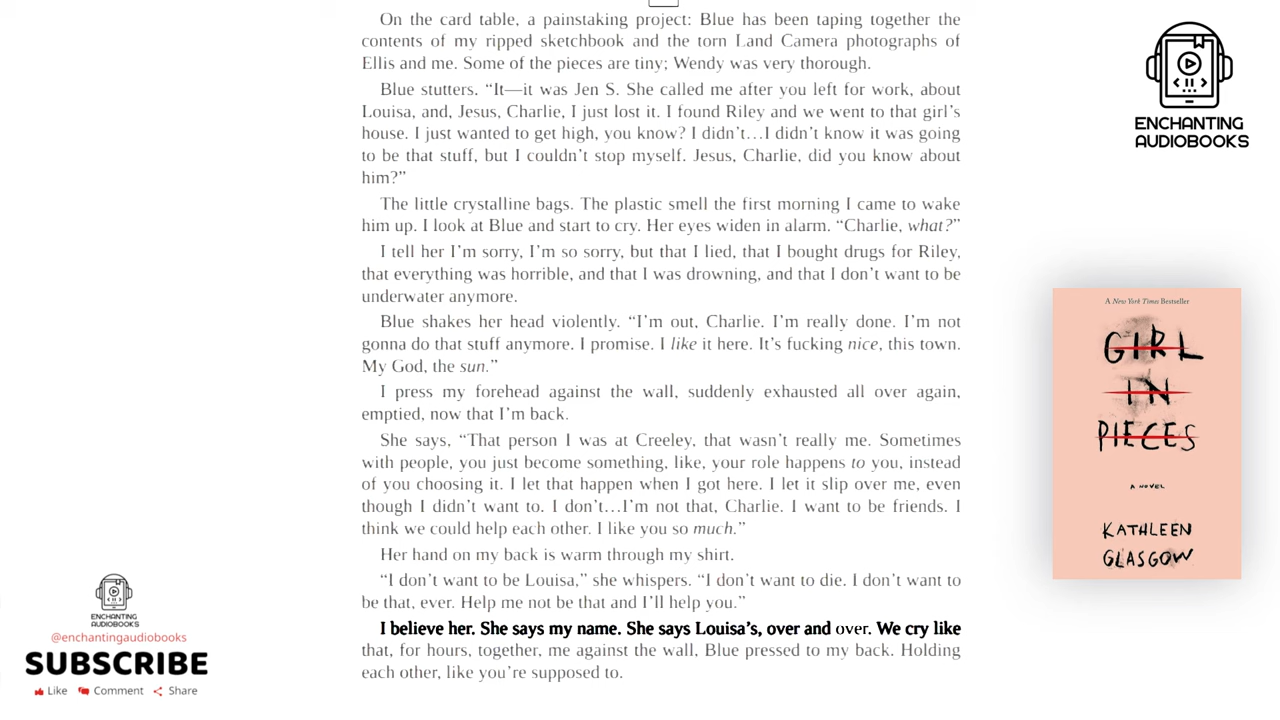 On the card table, a painstaking project: Blue has been taping together the
contents of my ripped sketchbook and the torn Land Camera photographs of
Ellis and me. Some of the pieces are tiny; Wendy was very thorough.
Blue stutters. “It—it was Jen S. She called me after you left for work, about
Louisa, and, Jesus, Charlie, I just lost it. I found Riley and we went to that girl’s
house. I just wanted to get high, you know? I didn’t…I didn’t know it was going
to be that stuff, but I couldn’t stop myself. Jesus, Charlie, did you know about
him?”
The little crystalline bags. The plastic smell the first morning I came to wake
him up. I look at Blue and start to cry. Her eyes widen in alarm. “Charlie, what?”
I tell her I’m sorry, I’m so sorry, but that I lied, that I bought drugs for Riley,
that everything was horrible, and that I was drowning, and that I don’t want to be
underwater anymore.
Blue shakes her head violently. “I’m out, Charlie. I’m really done. I’m not
gonna do that stuff anymore. I promise. I like it here. It’s fucking nice, this town.
My God, the sun.”
I press my forehead against the wall, suddenly exhausted all over again,
emptied, now that I’m back.
She says, “That person I was at Creeley, that wasn’t really me. Sometimes
with people, you just become something, like, your role happens to you, instead
of you choosing it. I let that happen when I got here. I let it slip over me, even
though I didn’t want to. I don’t…I’m not that, Charlie. I want to be friends. I
think we could help each other. I like you so much.”
Her hand on my back is warm through my shirt.
“I don’t want to be Louisa,” she whispers. “I don’t want to die. I don’t want to
be that, ever. Help me not be that and I’ll help you.”
I believe her. She says my name. She says Louisa’s, over and over. We cry like
that, for hours, together, me against the wall, Blue pressed to my back. Holding
each other, like you’re supposed to.
ENCHANTING
AUDIOBOOKS
A New York Times Bestseller
GIRL
IN
PIECES
A NOVEL
KATHLEEN
GLASGOW
ENCHANTING
AUDIOBOOKS
@enchantingaudiobooks
SUBSCRIBE
Like Comment Share